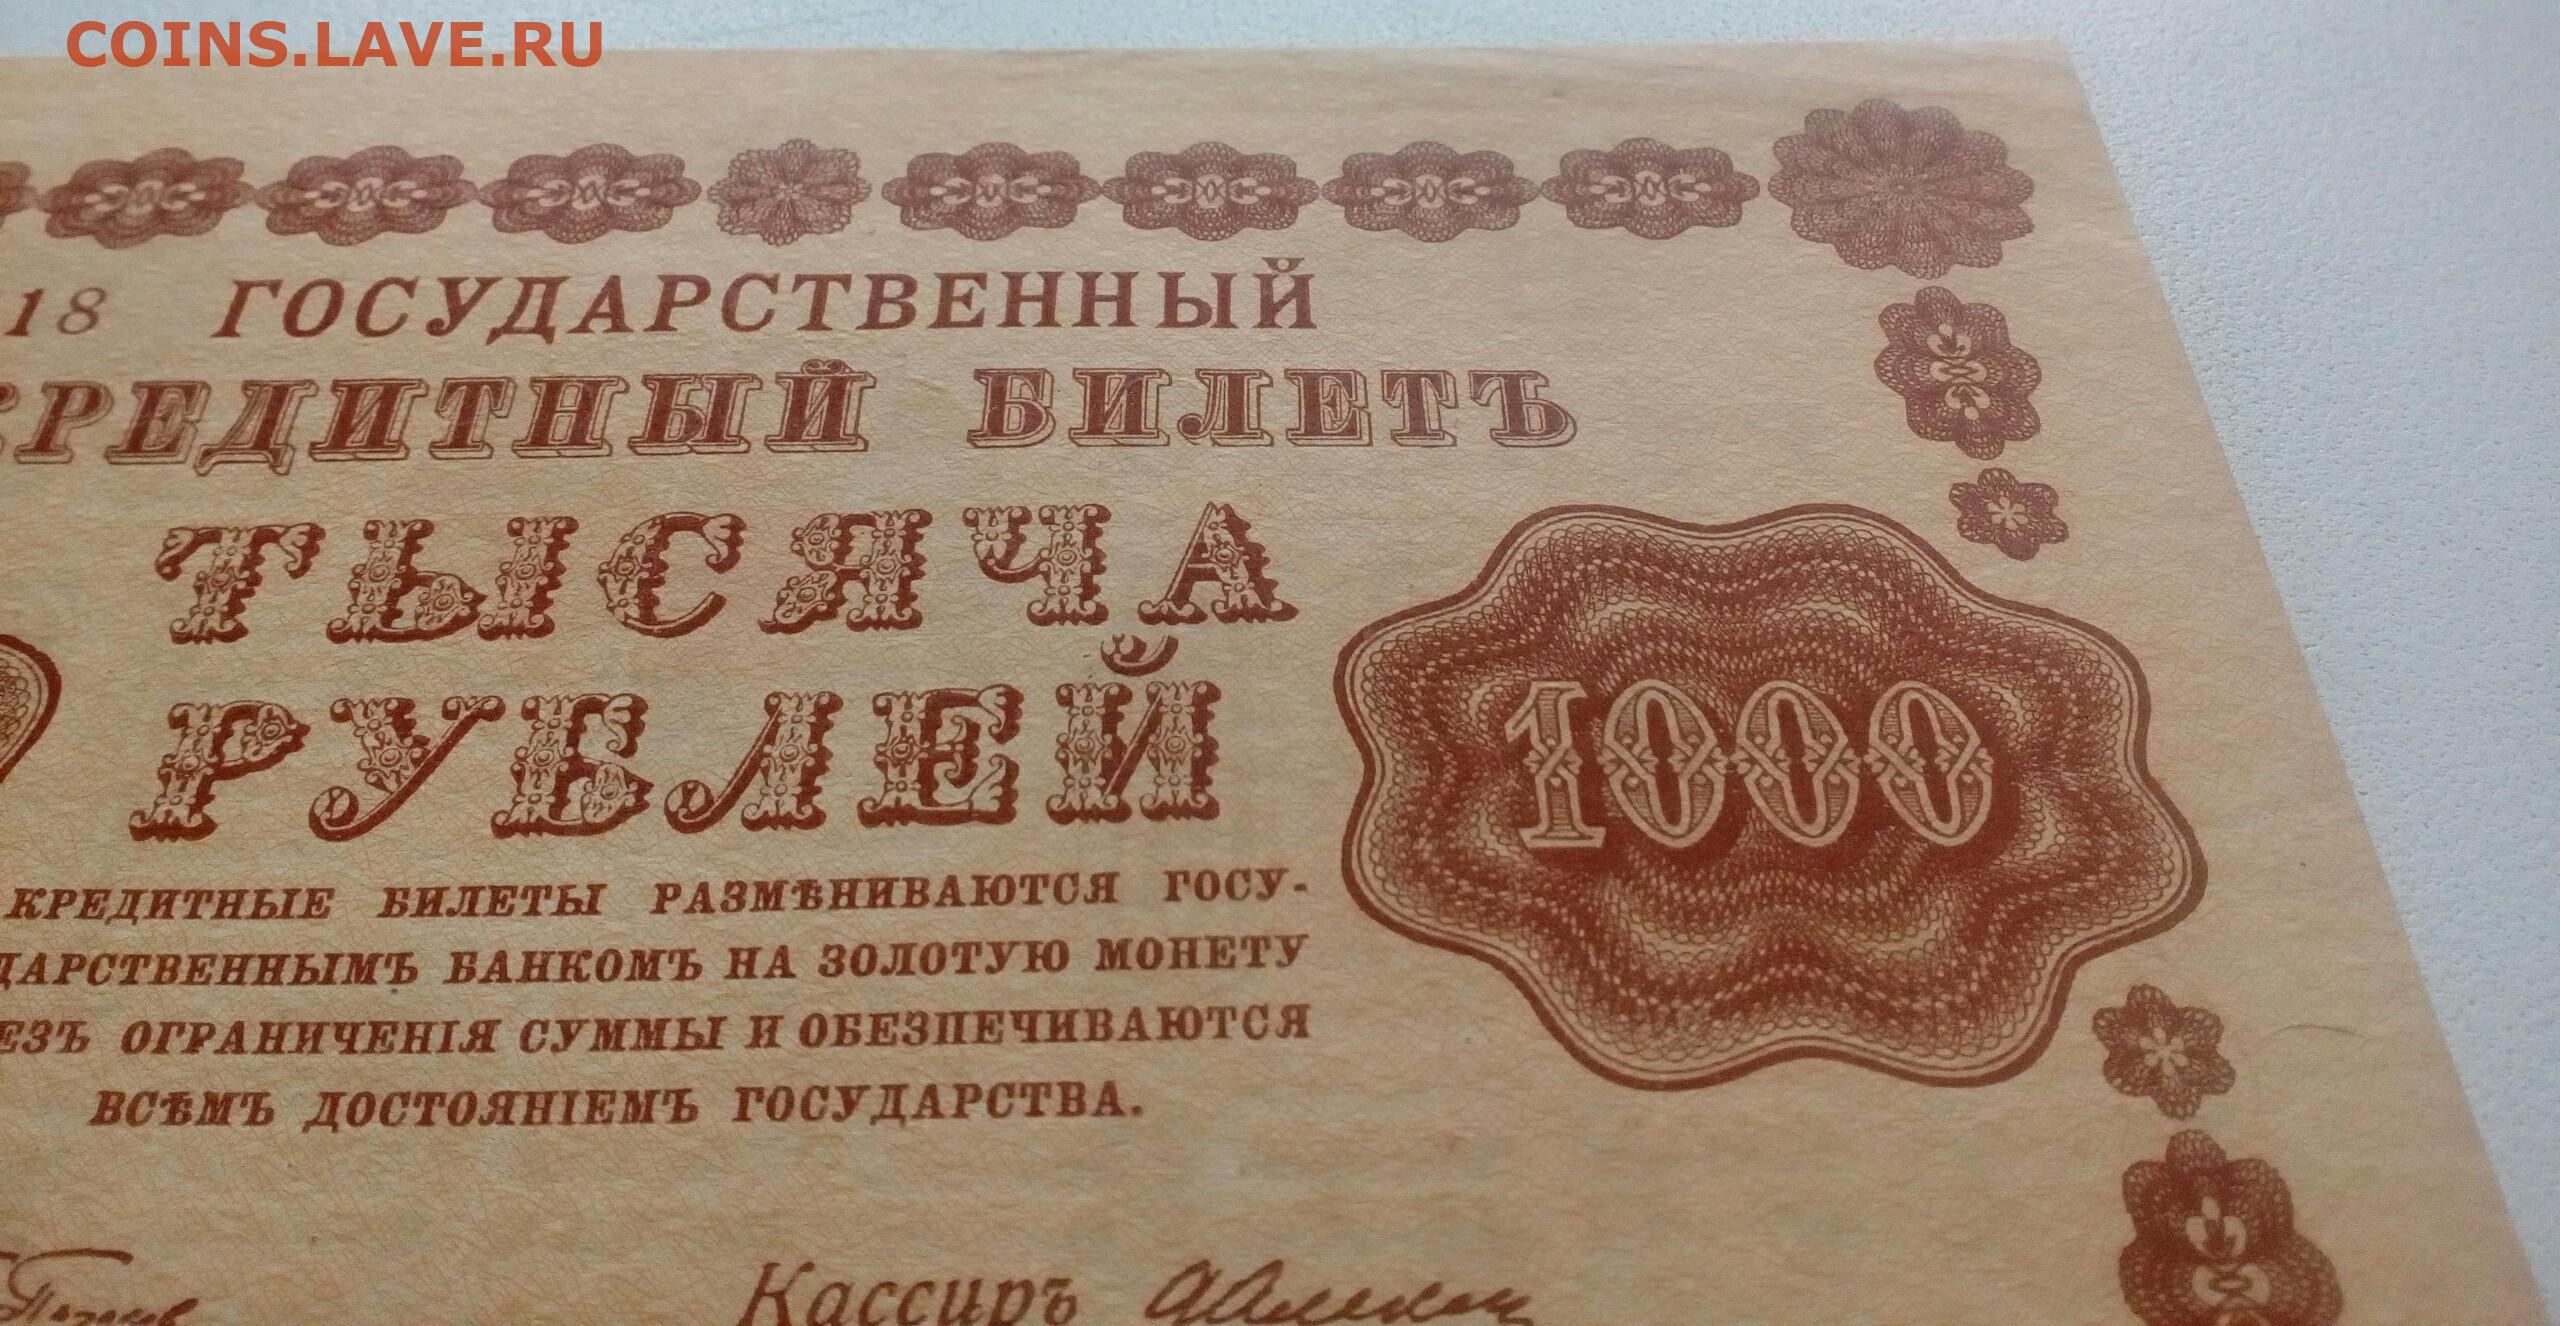 COINS.LAVE.RU
18 ГОСУДАРСТВЕННЫЙ
КРЕДИТНЫЙ БИЛЕТЪ
ТЫСЯЧА
РУБЛЕЙ
1000
КРЕДИТНЫЕ БИЛЕТЫ РАЗМѢНИВАЮТСЯ ГОСУ-
ДАРСТВЕННЫМЪ БАНКОМЪ НА ЗОЛОТУЮ МОНЕТУ
ЕЗЪ ОГРАНИЧЕНІЯ СУММЫ И ОБЕЗПЕЧИВАЮТСЯ
ВСѢМЪ ДОСТОЯНІЕМЪ ГОСУДАРСТВА.
Кассиръ